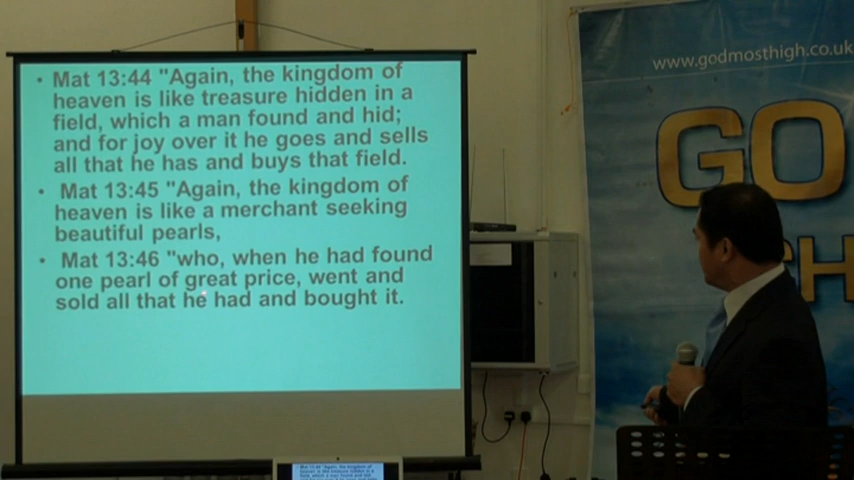 • Mat 13:44 "Again, the kingdom of
heaven is like treasure hidden in a
field, which a man found and hid;
and for joy over it he goes and sells
all that he has and buys that field.
• Mat 13:45 "Again, the kingdom of
heaven is like a merchant seeking
beautiful pearls,
• Mat 13:46 "who, when he had found
one pearl of great price, went and
sold all that he had and bought it.
www.godmosthigh.co.uk
GO